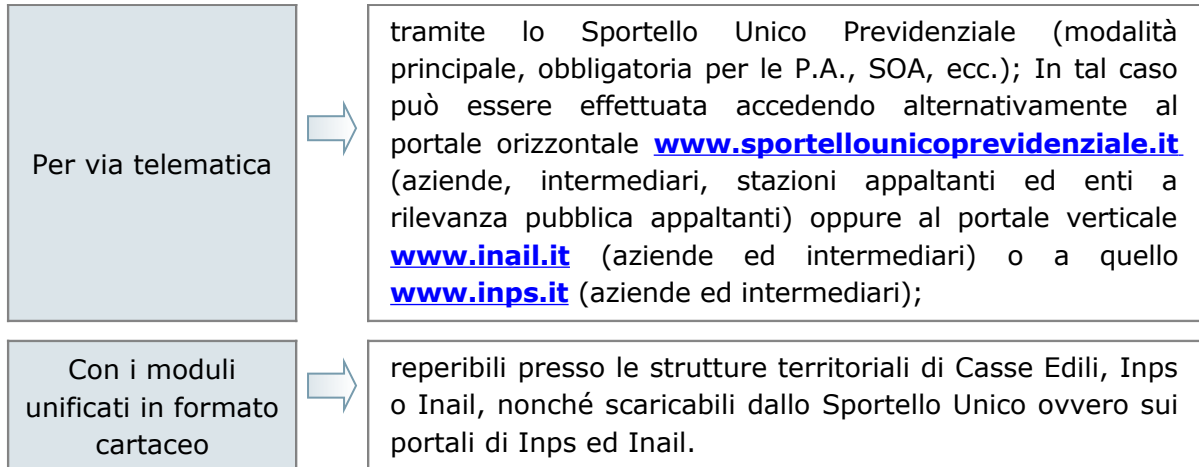 Per via telematica
tramite lo Sportello Unico Previdenziale (modalità
principale, obbligatoria per le P.A., SOA, ecc.); In tal caso
può essere effettuata accedendo alternativamente al
portale orizzontale www.sportellounicoprevidenziale.it
(aziende, intermediari, stazioni appaltanti ed enti a
rilevanza pubblica appaltanti) oppure al portale verticale
www.inail.it (aziende ed intermediari) o a quello
www.inps.it (aziende ed intermediari);
Con i moduli
unificati in formato
cartaceo
reperibili presso le strutture territoriali di Casse Edili, Inps
o Inail, nonché scaricabili dallo Sportello Unico ovvero sui
portali di Inps ed Inail.